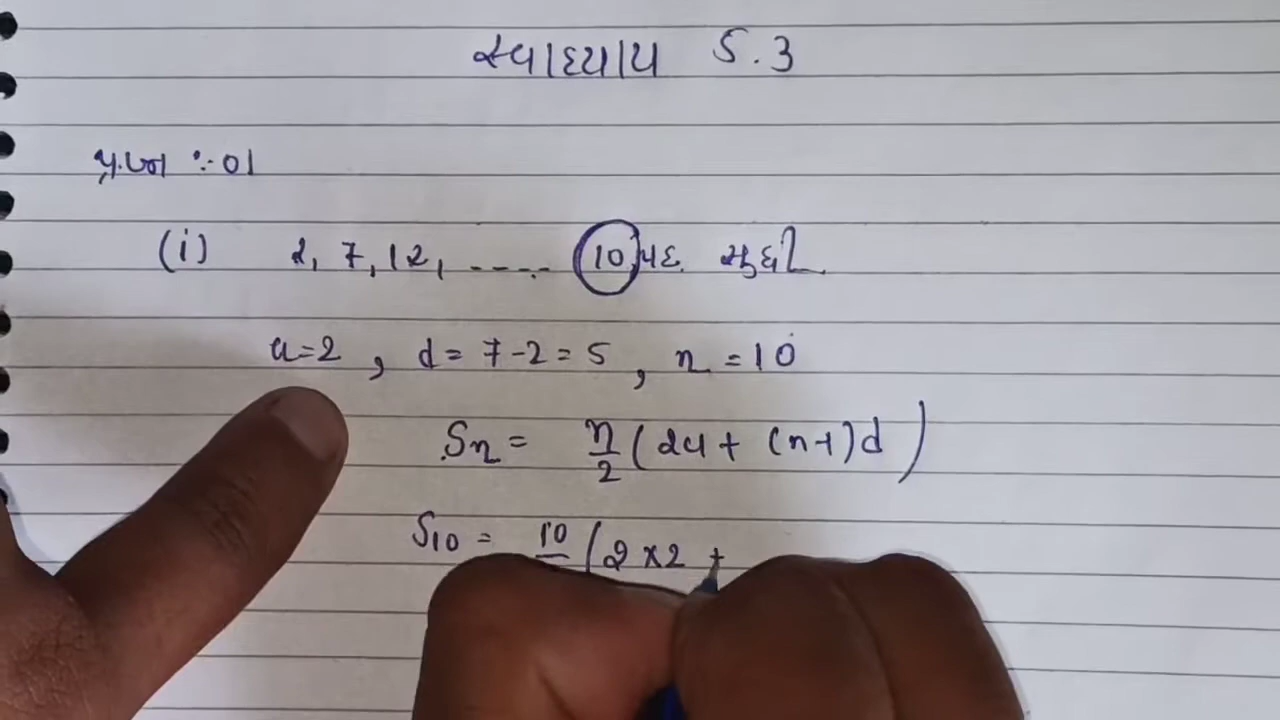 સ્વાધ્યાય 5.3
પ્રશ્ન :- 01
(i) 2, 7, 12, ----- 10 પદ સુધી
a=2 , d = 7-2 = 5 , n = 10
Sn = n/2 (2a + (n-1)d)
S10 = 10 (2 ×2 +